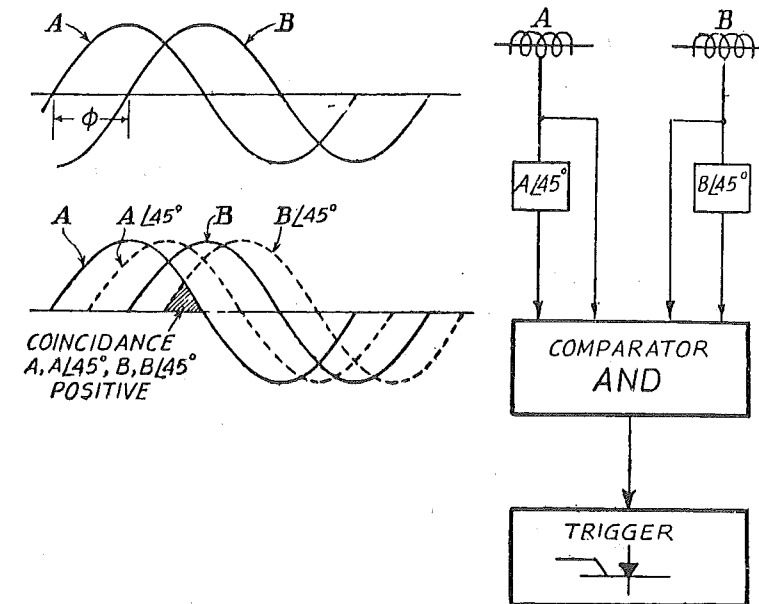 A
B
ϕ
A
A∠45°
B
B∠45°
COINCIDANCE
A, A∠45°, B, B∠45°
POSITIVE
A
B
A∠45°
B∠45°
COMPARATOR
AND
TRIGGER